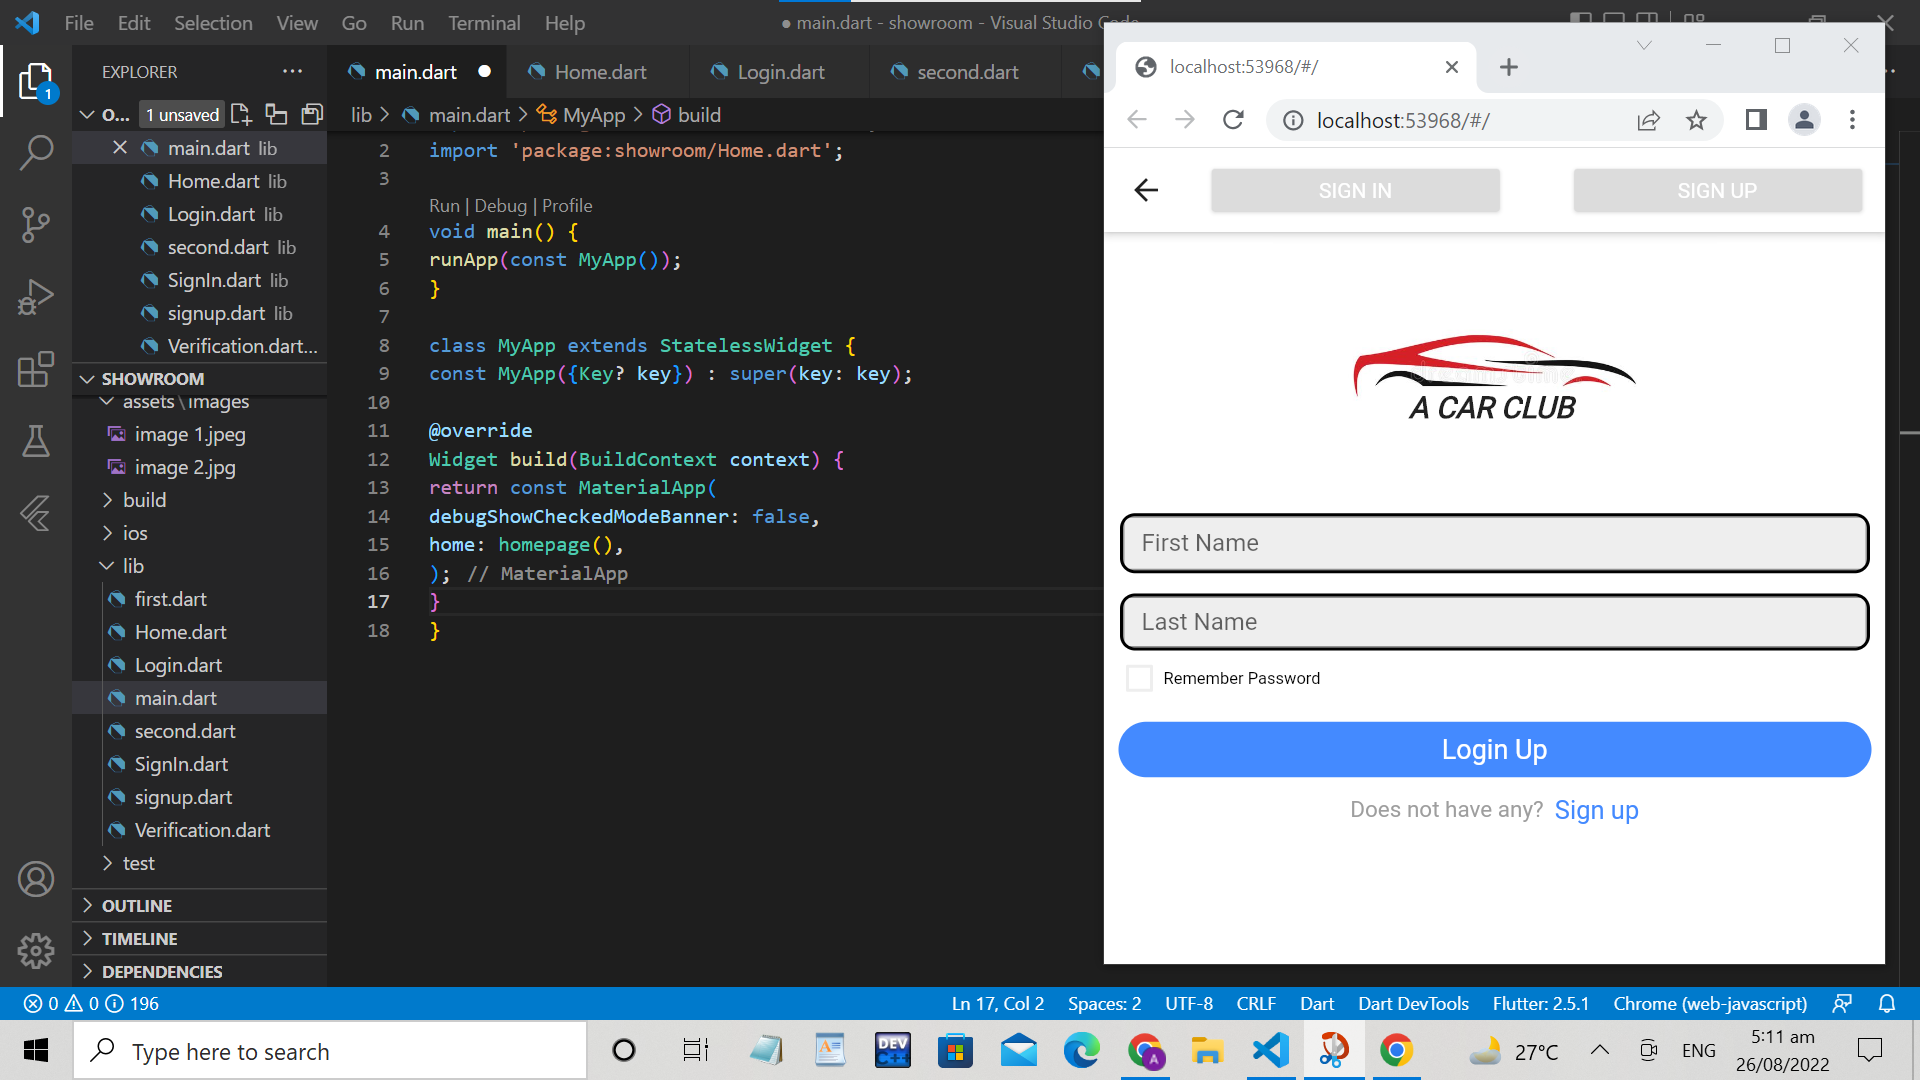 File Edit Selection View Go Run Terminal Help
● main.dart - showroom - Visual Studio Code
EXPLORER
1
O... 1 unsaved
main.dart lib
Home.dart lib
Login.dart lib
second.dart lib
SignIn.dart lib
signup.dart lib
Verification.dart...
SHOWROOM
assets\images
image 1.jpeg
image 2.jpg
build
ios
lib
first.dart
Home.dart
Login.dart
main.dart
second.dart
SignIn.dart
signup.dart
Verification.dart
test
OUTLINE
TIMELINE
DEPENDENCIES
main.dart Home.dart Login.dart second.dart
lib > main.dart > MyApp > build
2 import 'package:showroom/Home.dart';
3
Run | Debug | Profile
4 void main() {
5 runApp(const MyApp());
6 }
7
8 class MyApp extends StatelessWidget {
9 const MyApp({Key? key}) : super(key: key);
10
11 @override
12 Widget build(BuildContext context) {
13 return const MaterialApp(
14 debugShowCheckedModeBanner: false,
15 home: homepage(),
16 ); // MaterialApp
17 }
18 }
localhost:53968/#/
localhost:53968/#/
SIGN IN SIGN UP
A CAR CLUB
First Name
Last Name
Remember Password
Login Up
Does not have any? Sign up
0 0 196
Ln 17, Col 2 Spaces: 2 UTF-8 CRLF Dart Dart DevTools Flutter: 2.5.1 Chrome (web-javascript)
Type here to search
DEV
C++
A
27°C
ENG
5:11 am
26/08/2022